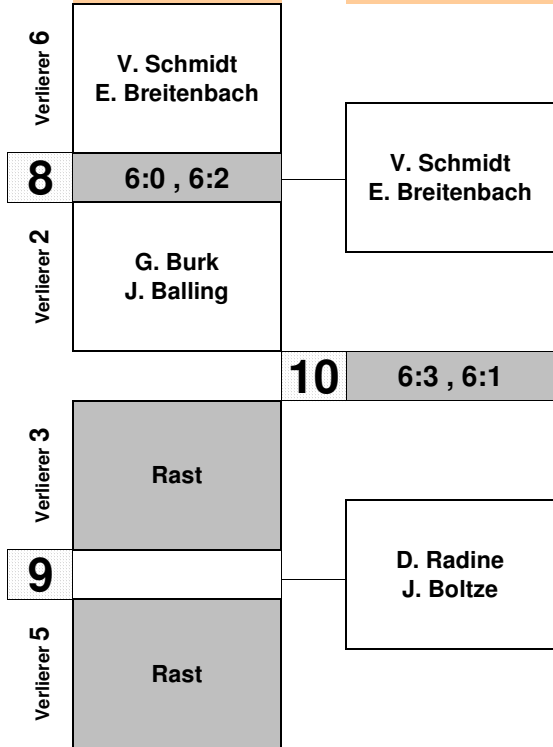 Verlierer 6
V. Schmidt
E. Breitenbach
8
6:0 , 6:2
V. Schmidt
E. Breitenbach
Verlierer 2
G. Burk
J. Balling
10
6:3 , 6:1
Verlierer 3
Rast
9
D. Radine
J. Boltze
Verlierer 5
Rast